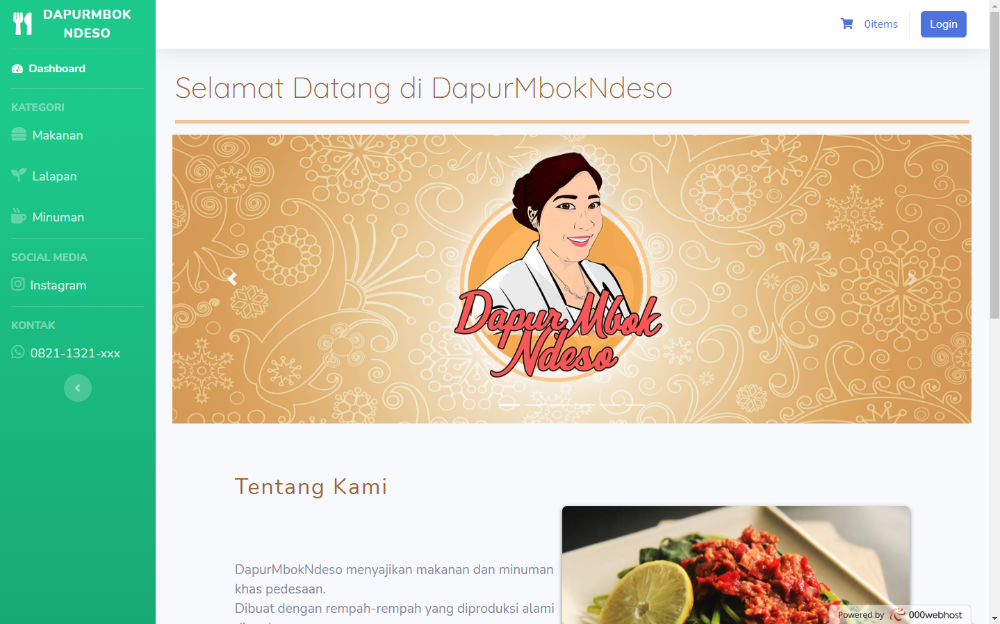 DAPURMBOK
NDESO
Dashboard
KATEGORI
Makanan
Lalapan
Minuman
SOCIAL MEDIA
Instagram
KONTAK
0821-1321-xxx
0items
Login
Selamat Datang di DapurMbokNdeso
Dapur Mbok
Ndeso
Tentang Kami
DapurMbokNdeso menyajikan makanan dan minuman
khas pedesaan.
Dibuat dengan rempah-rempah yang diproduksi alami
Powered by 000webhost